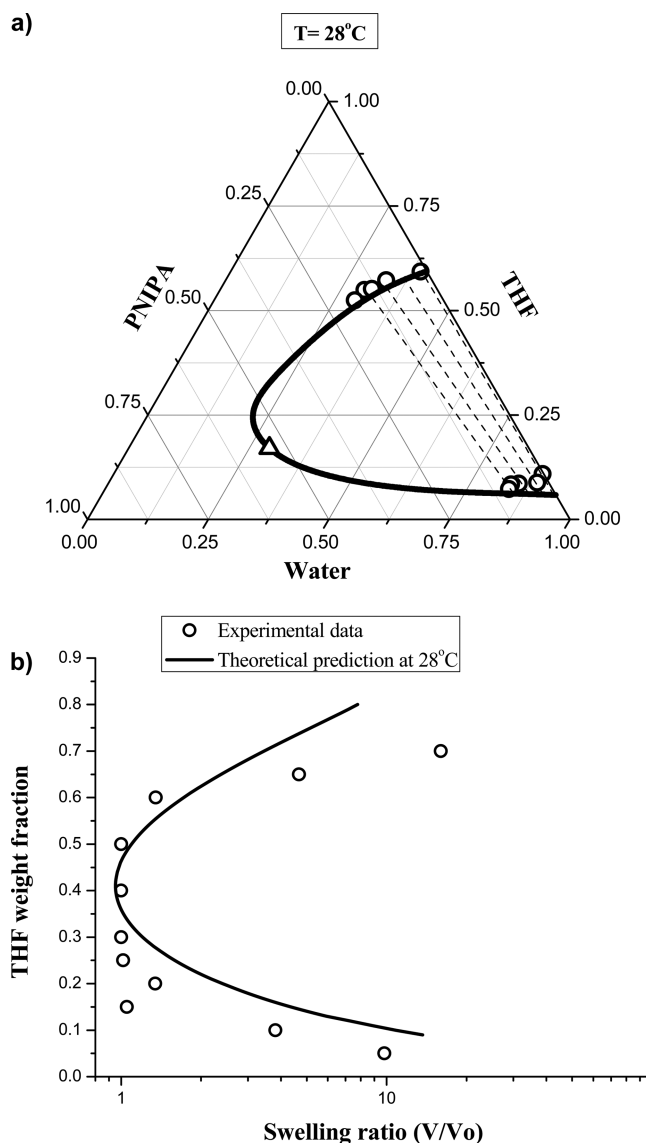 a)
T= 28°C
0.00
1.00
0.25
0.75
PNIPA
THF
0.50
0.50
0.75
0.25
1.00
0.00
0.00
0.25
0.50
0.75
1.00
Water
Experimental data
Theoretical prediction at 28°C
b)
0.9
0.8
0.7
0.6
0.5
0.4
0.3
0.2
0.1
0.0
THF weight fraction
1
10
Swelling ratio (V/Vo)